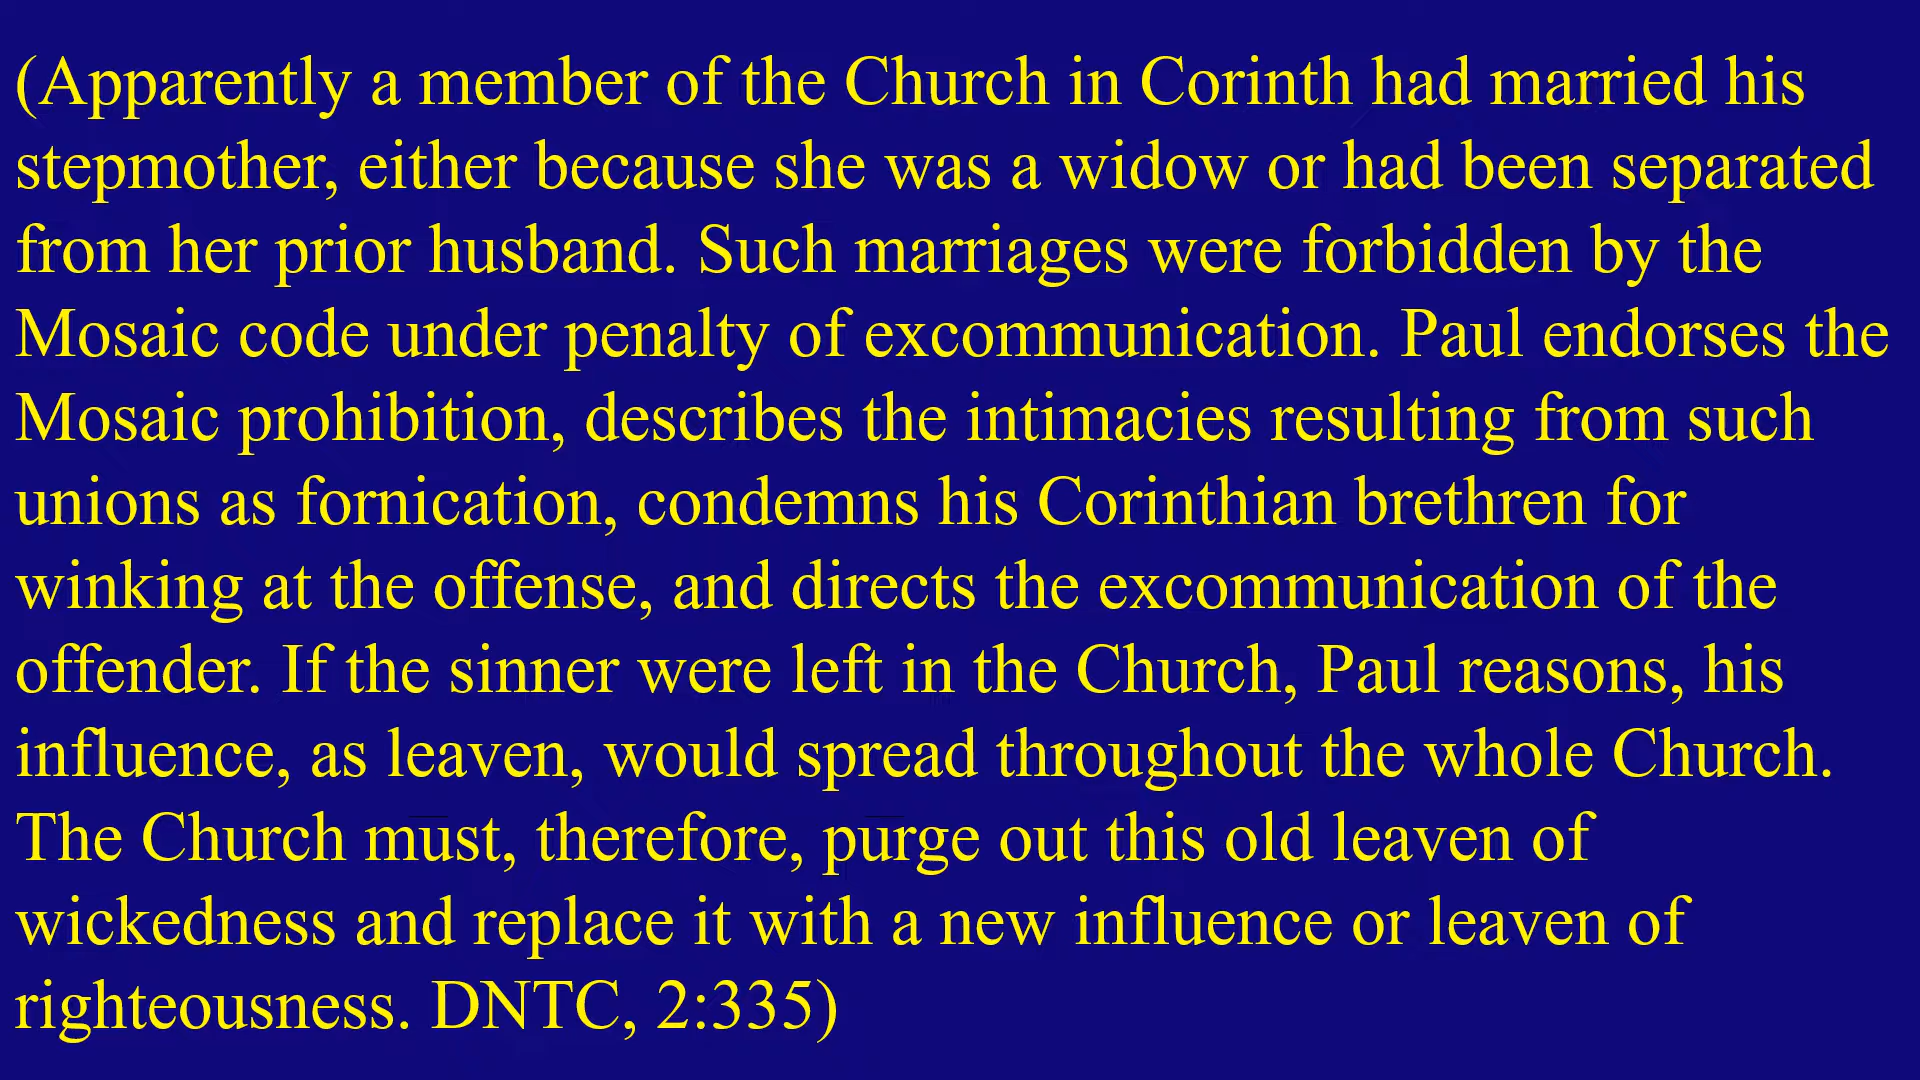 (Apparently a member of the Church in Corinth had married his
stepmother, either because she was a widow or had been separated
from her prior husband. Such marriages were forbidden by the
Mosaic code under penalty of excommunication. Paul endorses the
Mosaic prohibition, describes the intimacies resulting from such
unions as fornication, condemns his Corinthian brethren for
winking at the offense, and directs the excommunication of the
offender. If the sinner were left in the Church, Paul reasons, his
influence, as leaven, would spread throughout the whole Church.
The Church must, therefore, purge out this old leaven of
wickedness and replace it with a new influence or leaven of
righteousness. DNTC, 2:335)